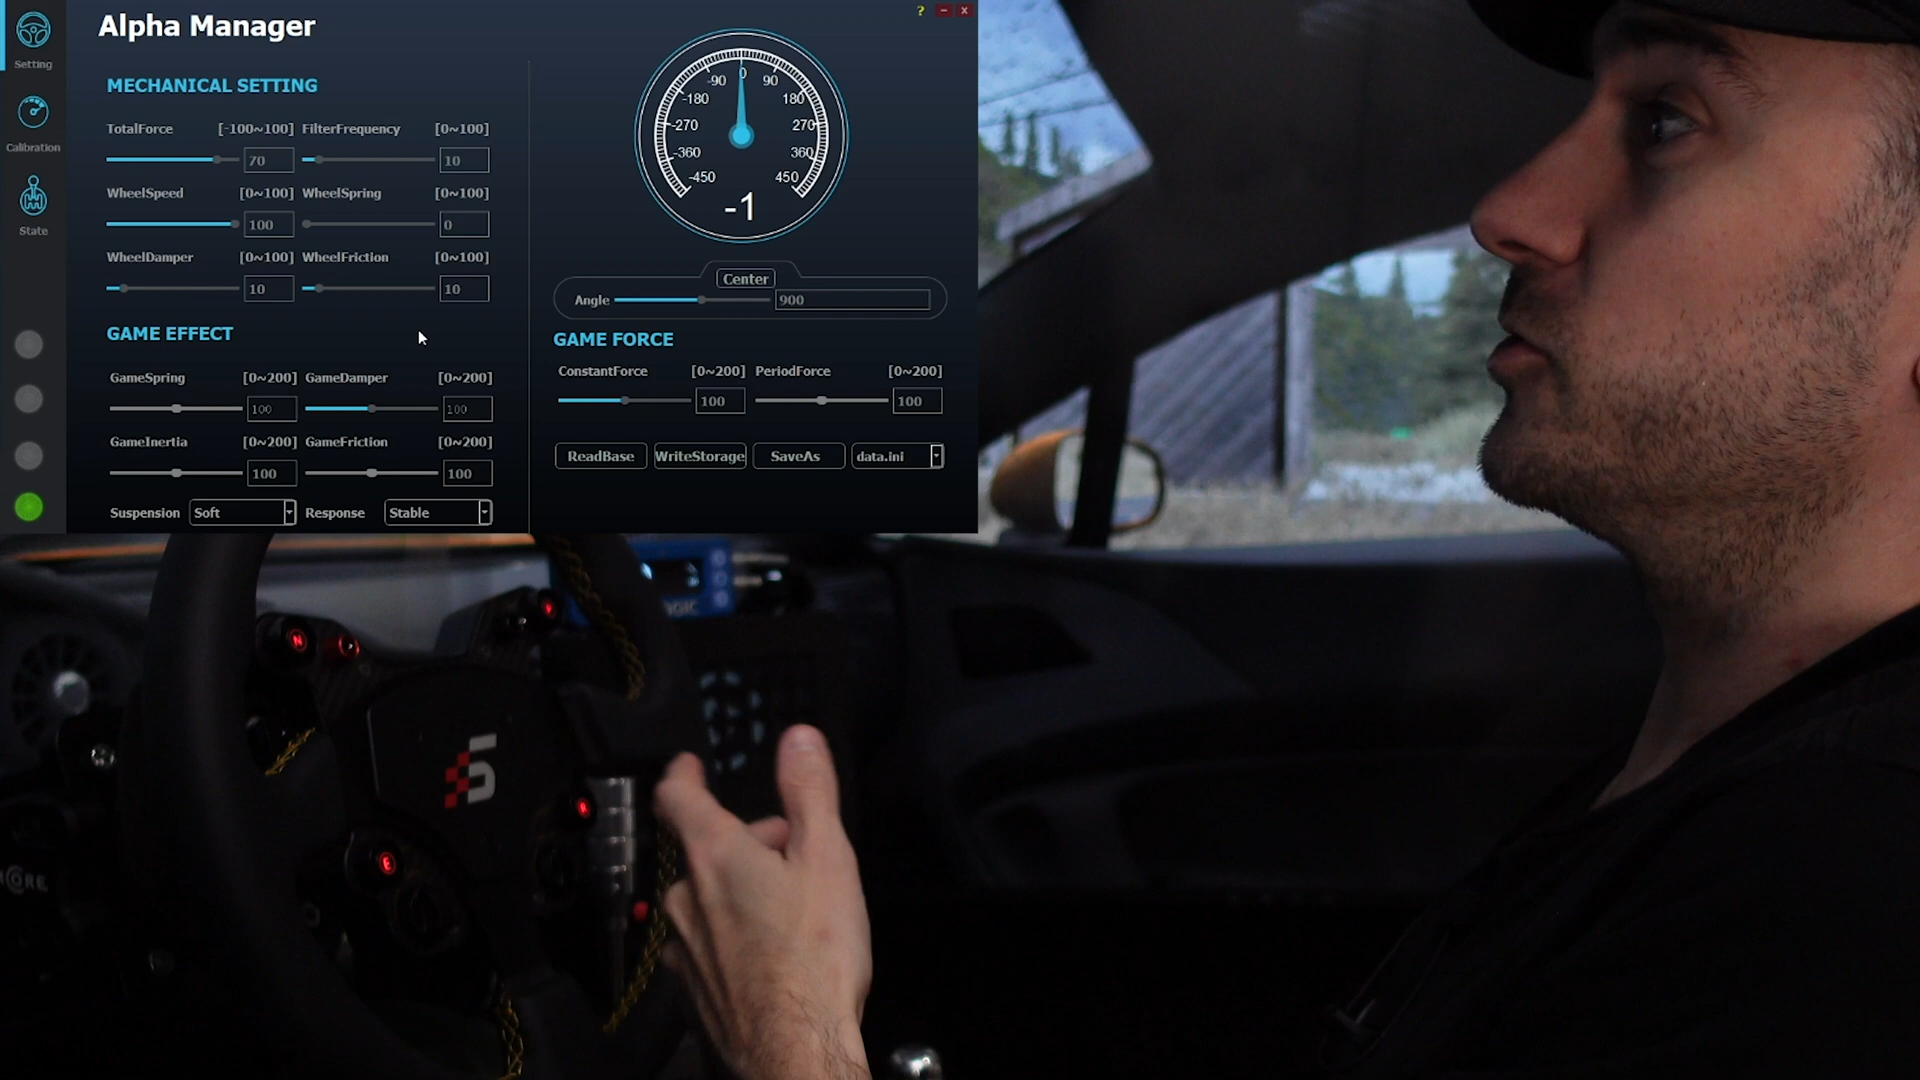 Alpha Manager
? – x
Setting
Calibration
State
MECHANICAL SETTING
TotalForce [-100~100] FilterFrequency [0~100]
70 10
WheelSpeed [0~100] WheelSpring [0~100]
100 0
WheelDamper [0~100] WheelFriction [0~100]
10 10
GAME EFFECT
GameSpring [0~200] GameDamper [0~200]
100 100
GameInertia [0~200] GameFriction [0~200]
100 100
Suspension Soft Response Stable
0
-90 90
-180 180
-270 270
-360 360
-450 450
-1
Center
Angle 900
GAME FORCE
ConstantForce [0~200] PeriodForce [0~200]
100 100
ReadBase WriteStorage SaveAs data.ini
N
R
E